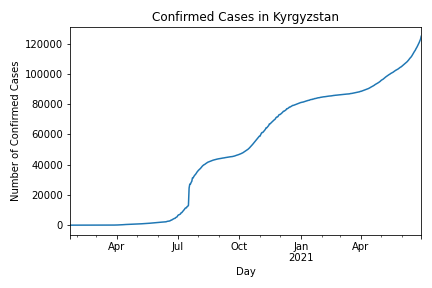 Confirmed Cases in Kyrgyzstan
Number of Confirmed Cases
120000
100000
80000
60000
40000
20000
0
Apr Jul Oct Jan Apr
2021
Day